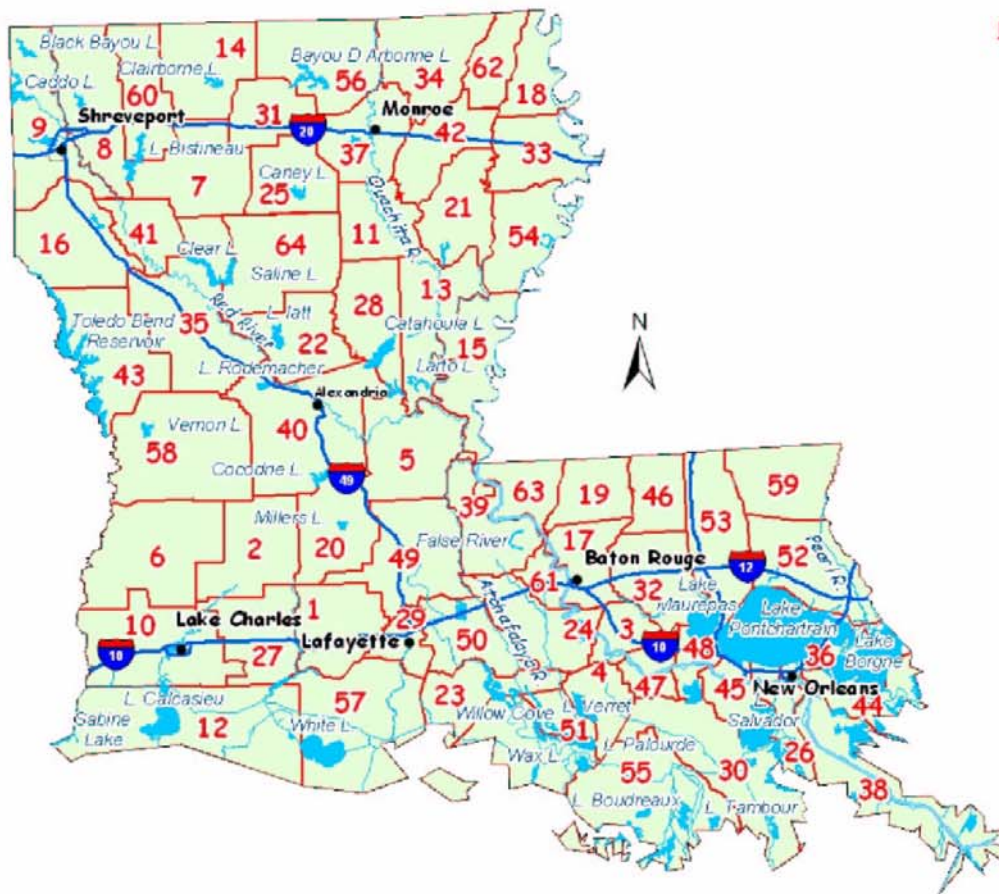 14
Black Bayou L.
Clairborne L.
Bayou D Arbonne L.
62
34
56
18
Caddo L.
60
Shreveport
31
Monroe
9
20
42
8
L. Bistineau
37
33
7
Caney L.
25
Ouachita R.
21
16
41
11
54
Clear L.
64
Saline L.
13
Red River
28
L. Iatt
Toledo Bend
Reservoir
35
22
Catahoula L
15
N
43
L. Rodemacher
Larto L.
Alexandria
Vernon L.
40
58
5
Cocodrie L.
49
39
63
19
46
59
53
Millers L.
6
2
20
49
False River
17
52
Pearl R.
Baton Rouge
12
61
32
Lake
Maurepas
1
10
Lake Charles
29
Atchafalaya R.
24
3
Lake
Pontchartrain
Lafayette
50
10
48
36
Lake
Borgne
10
27
4
47
45
New Orleans
L. Calcasieu
57
23
L. Verret
44
Sabine
Lake
12
White L.
Willow Cove
51
Salvador
Wax L.
L. Palourde
26
55
30
38
L. Boudreaux
L. Tambour